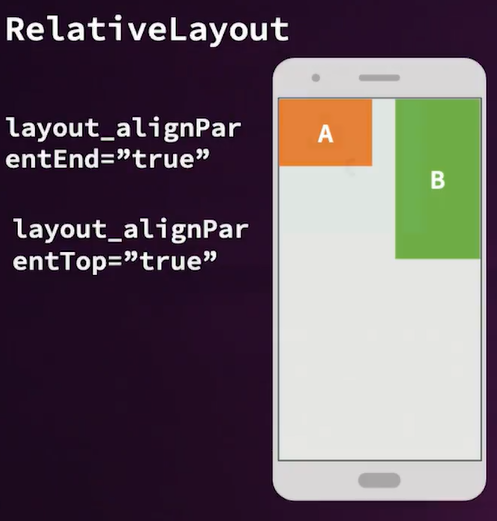 RelativeLayout
layout_alignPar
entEnd=”true”
layout_alignPar
entTop=”true”
A
B